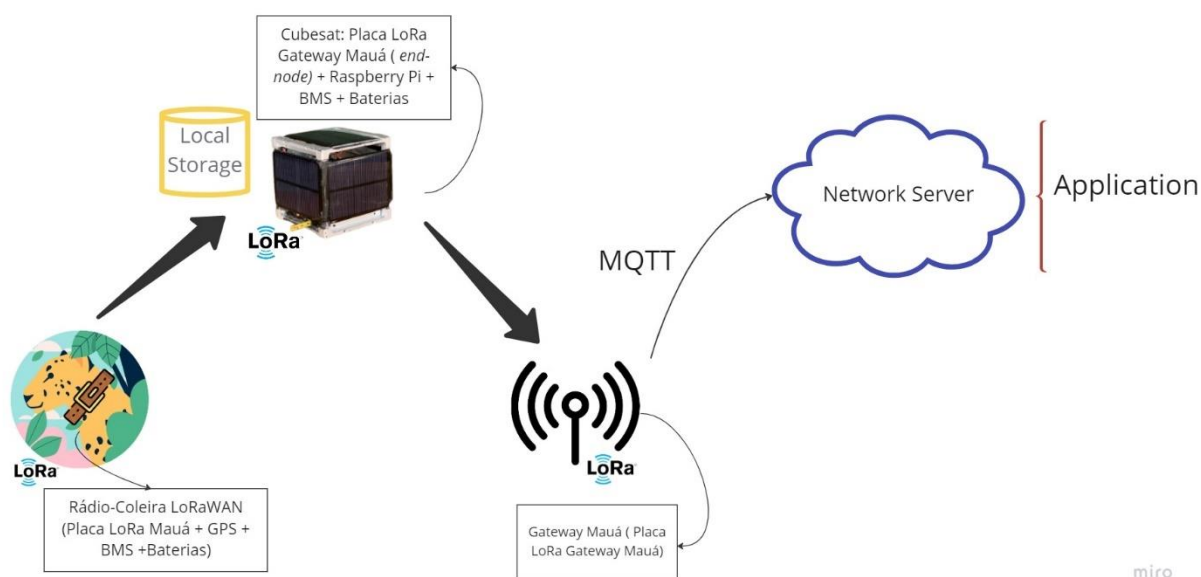 Cubesat: Placa LoRa
Gateway Mauá ( end-
node) + Raspberry Pi +
BMS + Baterias
Local
Storage
LoRa
Network Server
Application
MQTT
LoRa
Rádio-Coleira LoRaWAN
(Placa LoRa Mauá + GPS +
BMS +Baterias)
LoRa
Gateway Mauá ( Placa
LoRa Gateway Mauá)
miro